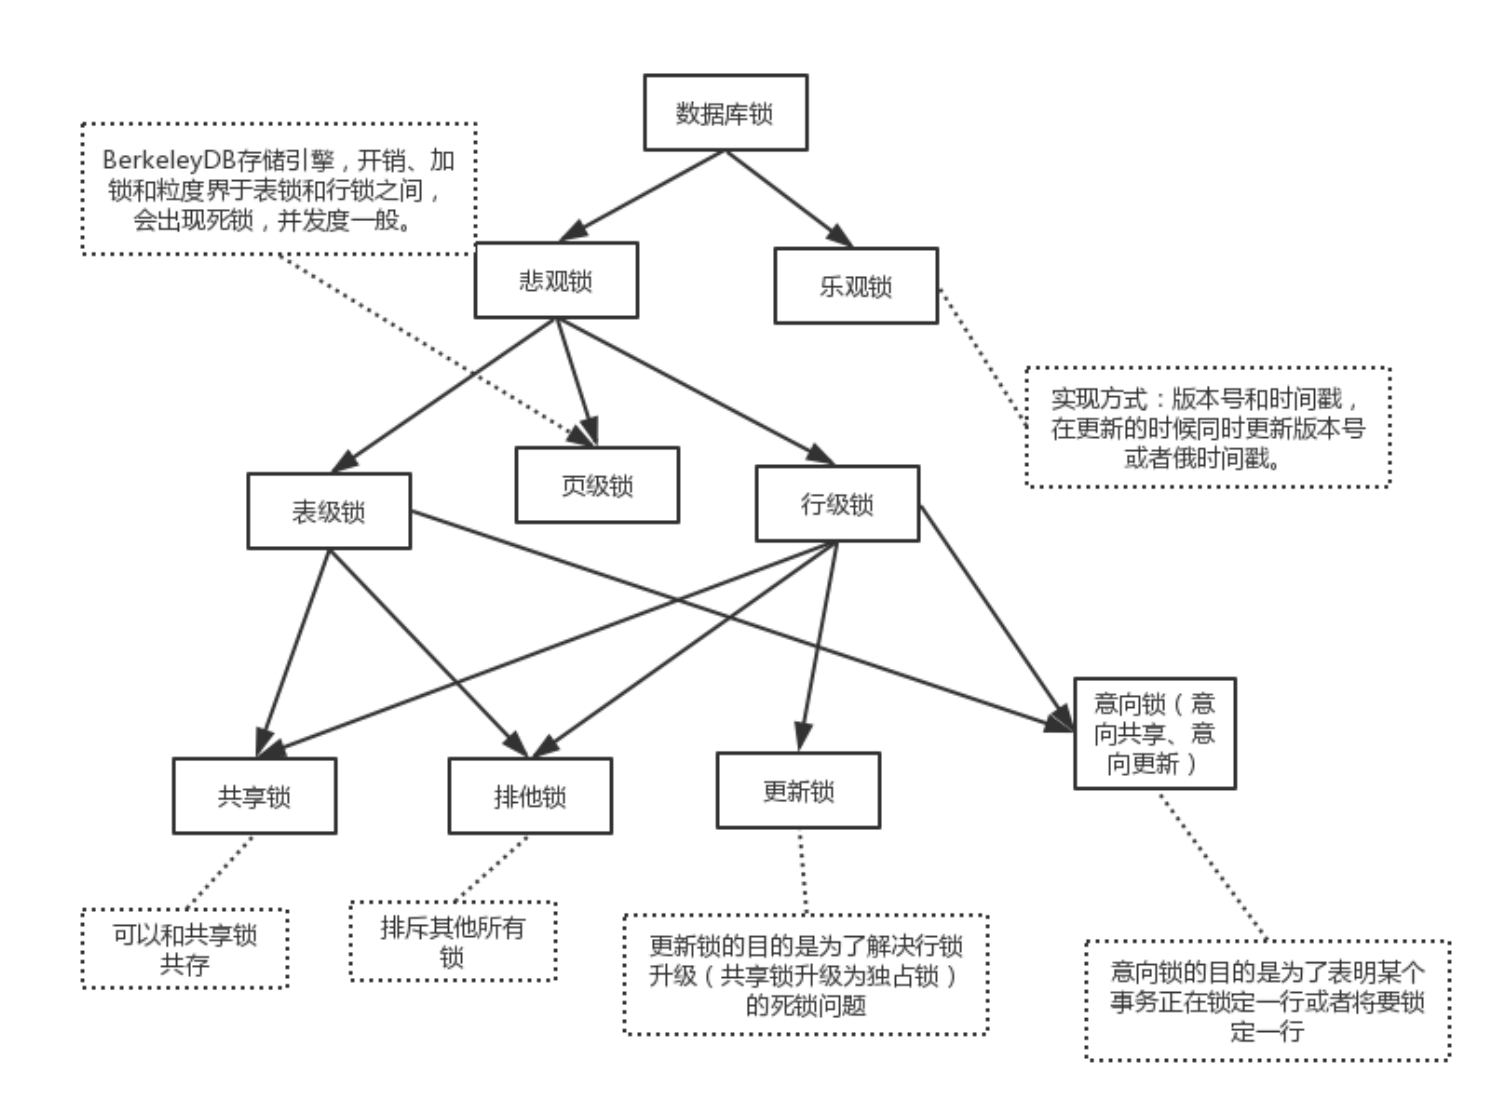 数据库锁
BerkeleyDB存储引擎，开销、加
锁和粒度界于表锁和行锁之间，
会出现死锁，并发度一般。
悲观锁
乐观锁
实现方式：版本号和时间戳，
在更新的时候同时更新版本号
或者俄时间戳。
表级锁
页级锁
行级锁
意向锁（意
向共享、意
向更新）
共享锁
排他锁
更新锁
可以和共享锁
共存
排斥其他所有
锁
更新锁的目的是为了解决行锁
升级（共享锁升级为独占锁）
的死锁问题
意向锁的目的是为了表明某个
事务正在锁定一行或者将要锁
定一行